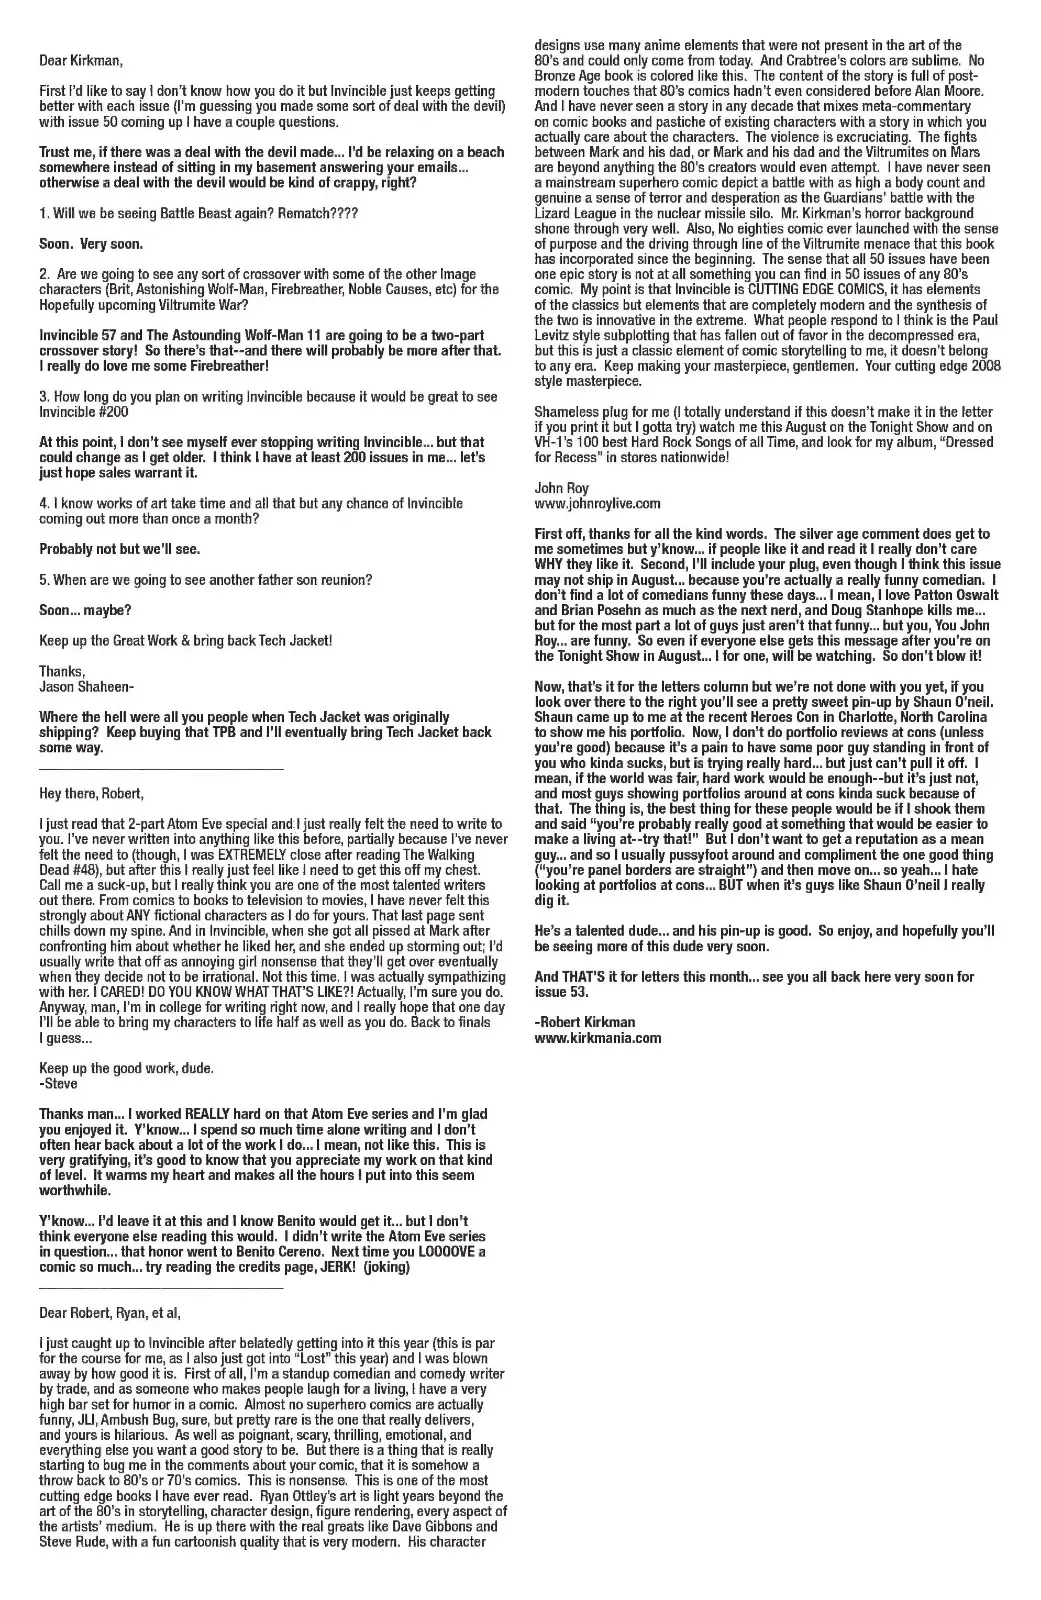 Dear Kirkman,
First I'd like to say I don't know how you do it but Invincible just keeps getting
better with each issue (I'm guessing you made some sort of deal with the devil)
with issue 50 coming up I have a couple questions.
Trust me, if there was a deal with the devil made... I'd be relaxing on a beach
somewhere instead of sitting in my basement answering your emails...
otherwise a deal with the devil would be kind of crappy, right?
1. Will we be seeing Battle Beast again? Rematch????
Soon.  Very soon.
2.  Are we going to see any sort of crossover with some of the other Image
characters (Brit, Astonishing Wolf-Man, Firebreather, Noble Causes, etc) for the
Hopefully upcoming Viltrumite War?
Invincible 57 and The Astounding Wolf-Man 11 are going to be a two-part
crossover story!  So there's that--and there will probably be more after that.
I really do love me some Firebreather!
3. How long do you plan on writing Invincible because it would be great to see
Invincible #200
At this point, I don't see myself ever stopping writing Invincible... but that
could change as I get older.  I think I have at least 200 issues in me... let's
just hope sales warrant it.
4. I know works of art take time and all that but any chance of Invincible
coming out more than once a month?
Probably not but we'll see.
5. When are we going to see another father son reunion?
Soon... maybe?
Keep up the Great Work & bring back Tech Jacket!
Thanks,
Jason Shaheen-
Where the hell were all you people when Tech Jacket was originally
shipping?  Keep buying that TPB and I'll eventually bring Tech Jacket back
some way.
Hey there, Robert,
I just read that 2-part Atom Eve special and I just really felt the need to write to
you. I've never written into anything like this before, partially because I've never
felt the need to (though, I was EXTREMELY close after reading The Walking
Dead #48), but after this I really just feel like I need to get this off my chest.
Call me a suck-up, but I really think you are one of the most talented writers
out there. From comics to books to television to movies, I have never felt this
strongly about ANY fictional characters as I do for yours. That last page sent
chills down my spine. And in Invincible, when she got all pissed at Mark after
confronting him about whether he liked her, and she ended up storming out; I'd
usually write that off as annoying girl nonsense that they'll get over eventually
when they decide not to be irrational. Not this time. I was actually sympathizing
with her. I CARED! DO YOU KNOW WHAT THAT'S LIKE?! Actually, I'm sure you do.
Anyway, man, I'm in college for writing right now, and I really hope that one day
I'll be able to bring my characters to life half as well as you do. Back to finals
I guess...
Keep up the good work, dude.
-Steve
Thanks man... I worked REALLY hard on that Atom Eve series and I'm glad
you enjoyed it.  Y'know... I spend so much time alone writing and I don't
often hear back about a lot of the work I do... I mean, not like this.  This is
very gratifying, it's good to know that you appreciate my work on that kind
of level.  It warms my heart and makes all the hours I put into this seem
worthwhile.
Y'know... I'd leave it at this and I know Benito would get it... but I don't
think everyone else reading this would.  I didn't write the Atom Eve series
in question... that honor went to Benito Cereno.  Next time you LOOOOVE a
comic so much... try reading the credits page, JERK!  (joking)
Dear Robert, Ryan, et al,
I just caught up to Invincible after belatedly getting into it this year (this is par
for the course for me, as I also just got into "Lost" this year) and I was blown
away by how good it is.  First of all, I'm a standup comedian and comedy writer
by trade, and as someone who makes people laugh for a living, I have a very
high bar set for humor in a comic.  Almost no superhero comics are actually
funny, JLI, Ambush Bug, sure, but pretty rare is the one that really delivers,
and yours is hilarious.  As well as poignant, scary, thrilling, emotional, and
everything else you want a good story to be.  But there is a thing that is really
starting to bug me in the comments about your comic, that it is somehow a
throw back to 80's or 70's comics.  This is nonsense.  This is one of the most
cutting edge books I have ever read.  Ryan Ottley's art is light years beyond the
art of the 80's in storytelling, character design, figure rendering, every aspect of
the artists' medium.  He is up there with the real greats like Dave Gibbons and
Steve Rude, with a fun cartoonish quality that is very modern.  His character
designs use many anime elements that were not present in the art of the
80's and could only come from today.  And Crabtree's colors are sublime.  No
Bronze Age book is colored like this.  The content of the story is full of post-
modern touches that 80's comics hadn't even considered before Alan Moore.
And I have never seen a story in any decade that mixes meta-commentary
on comic books and pastiche of existing characters with a story in which you
actually care about the characters.  The violence is excruciating.  The fights
between Mark and his dad, or Mark and his dad and the Viltrumites on Mars
are beyond anything the 80's creators would even attempt.  I have never seen
a mainstream superhero comic depict a battle with as high a body count and
genuine a sense of terror and desperation as the Guardians' battle with the
Lizard League in the nuclear missile silo.  Mr. Kirkman's horror background
shone through very well.  Also, No eighties comic ever launched with the sense
of purpose and the driving through line of the Viltrumite menace that this book
has incorporated since the beginning.  The sense that all 50 issues have been
one epic story is not at all something you can find in 50 issues of any 80's
comic.  My point is that Invincible is CUTTING EDGE COMICS, it has elements
of the classics but elements that are completely modern and the synthesis of
the two is innovative in the extreme.  What people respond to I think is the Paul
Levitz style subplotting that has fallen out of favor in the decompressed era,
but this is just a classic element of comic storytelling to me, it doesn't belong
to any era.  Keep making your masterpiece, gentlemen.  Your cutting edge 2008
style masterpiece.
Shameless plug for me (I totally understand if this doesn't make it in the letter
if you print it but I gotta try) watch me this August on the Tonight Show and on
VH-1's 100 best Hard Rock Songs of all Time, and look for my album, "Dressed
for Recess" in stores nationwide!
John Roy
www.johnroylive.com
First off, thanks for all the kind words.  The silver age comment does get to
me sometimes but y'know... if people like it and read it I really don't care
WHY they like it.  Second, I'll include your plug, even though I think this issue
may not ship in August... because you're actually a really funny comedian.  I
don't find a lot of comedians funny these days... I mean, I love Patton Oswalt
and Brian Posehn as much as the next nerd, and Doug Stanhope kills me...
but for the most part a lot of guys just aren't that funny... but you, You John
Roy... are funny.  So even if everyone else gets this message after you're on
the Tonight Show in August... I for one, will be watching.  So don't blow it!
Now, that's it for the letters column but we're not done with you yet, if you
look over there to the right you'll see a pretty sweet pin-up by Shaun O'neil.
Shaun came up to me at the recent Heroes Con in Charlotte, North Carolina
to show me his portfolio.  Now, I don't do portfolio reviews at cons (unless
you're good) because it's a pain to have some poor guy standing in front of
you who kinda sucks, but is trying really hard... but just can't pull it off.  I
mean, if the world was fair, hard work would be enough--but it's just not,
and most guys showing portfolios around at cons kinda suck because of
that.  The thing is, the best thing for these people would be if I shook them
and said "you're probably really good at something that would be easier to
make a living at--try that!"  But I don't want to get a reputation as a mean
guy... and so I usually pussyfoot around and compliment the one good thing
("you're panel borders are straight") and then move on... so yeah... I hate
looking at portfolios at cons... BUT when it's guys like Shaun O'neil I really
dig it.
He's a talented dude... and his pin-up is good.  So enjoy, and hopefully you'll
be seeing more of this dude very soon.
And THAT'S it for letters this month... see you all back here very soon for
issue 53.
-Robert Kirkman
www.kirkmania.com